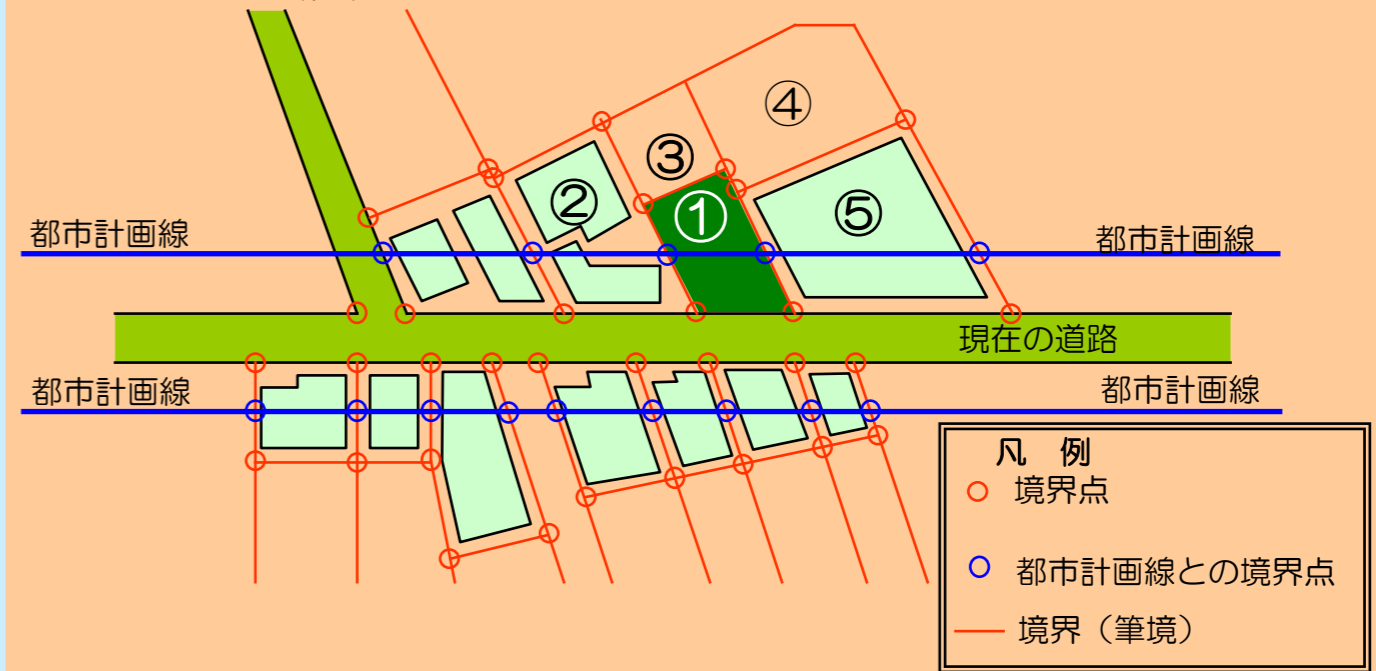 ④
③
②
①
⑤
都市計画線
都市計画線
現在の道路
都市計画線
都市計画線
凡 例
境界点
都市計画線との境界点
境界（筆境）